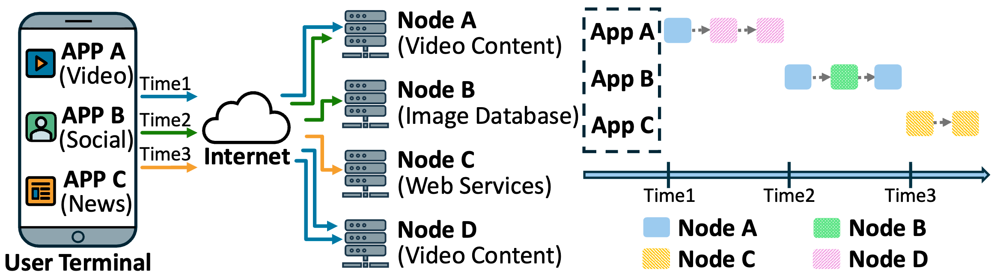 APP A
(Video)
APP B
(Social)
APP C
(News)
User Terminal
Time1
Time2
Time3
Internet
Node A
(Video Content)
Node B
(Image Database)
Node C
(Web Services)
Node D
(Video Content)
App A
App B
App C
Time1
Time2
Time3
Node A
Node B
Node C
Node D